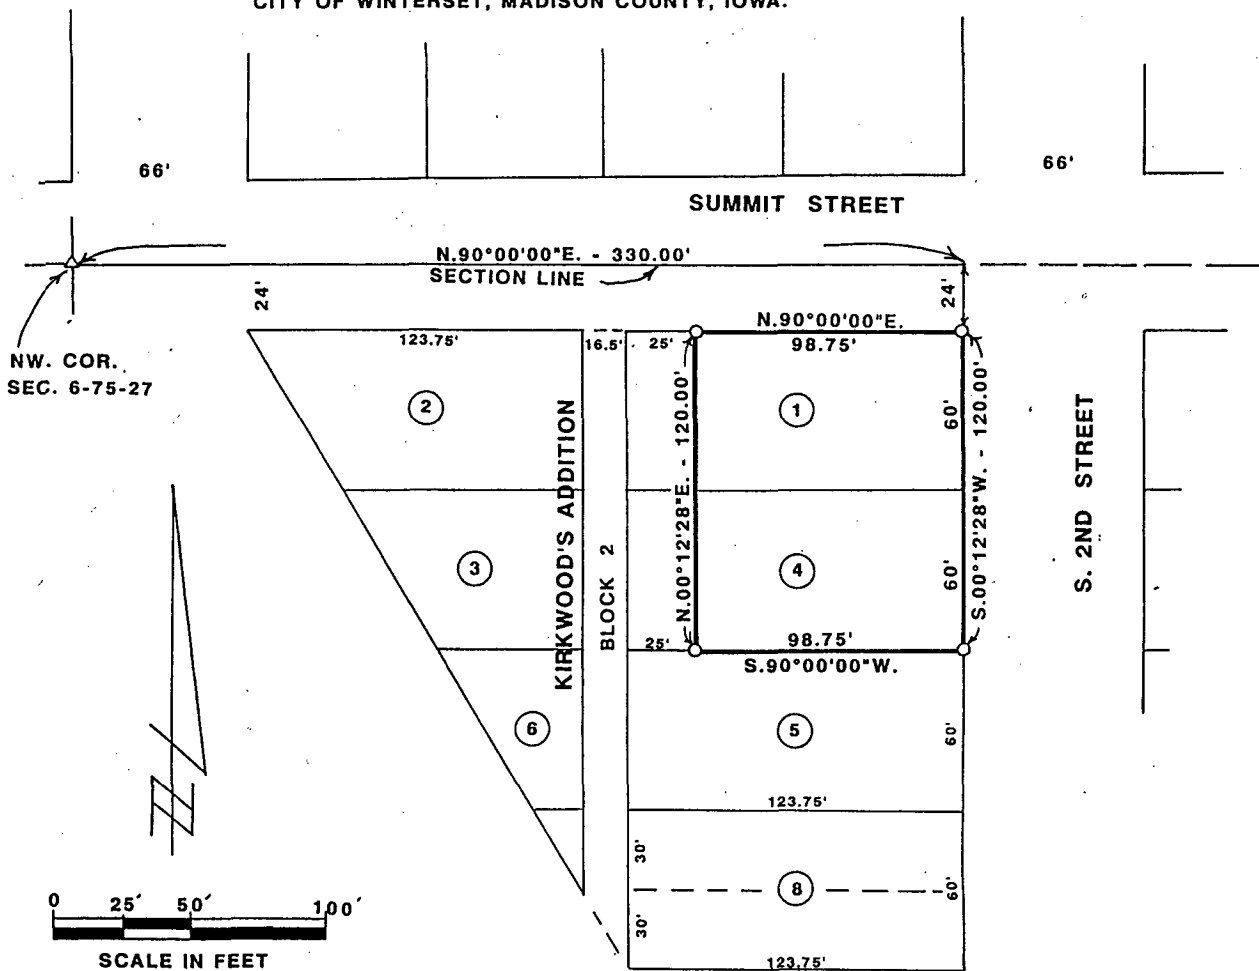 CITY OF WINTERSET, MADISON COUNTY, IOWA.
66'
66'
SUMMIT STREET
N.90°00'00"E. - 330.00'
SECTION LINE
24'
24'
NW. COR.
SEC. 6-75-27
123.75'
16.5'
25'
N.90°00'00"E.
98.75'
2
1
60'
N.00°12'28"E. - 120.00'
S.00°12'28"W. - 120.00'
KIRKWOOD'S ADDITION
BLOCK 2
S. 2ND STREET
3
4
60'
25'
98.75'
S.90°00'00"W.
6
5
60'
123.75'
30'
8
60'
30'
123.75'
N
0 25' 50' 100'
SCALE IN FEET